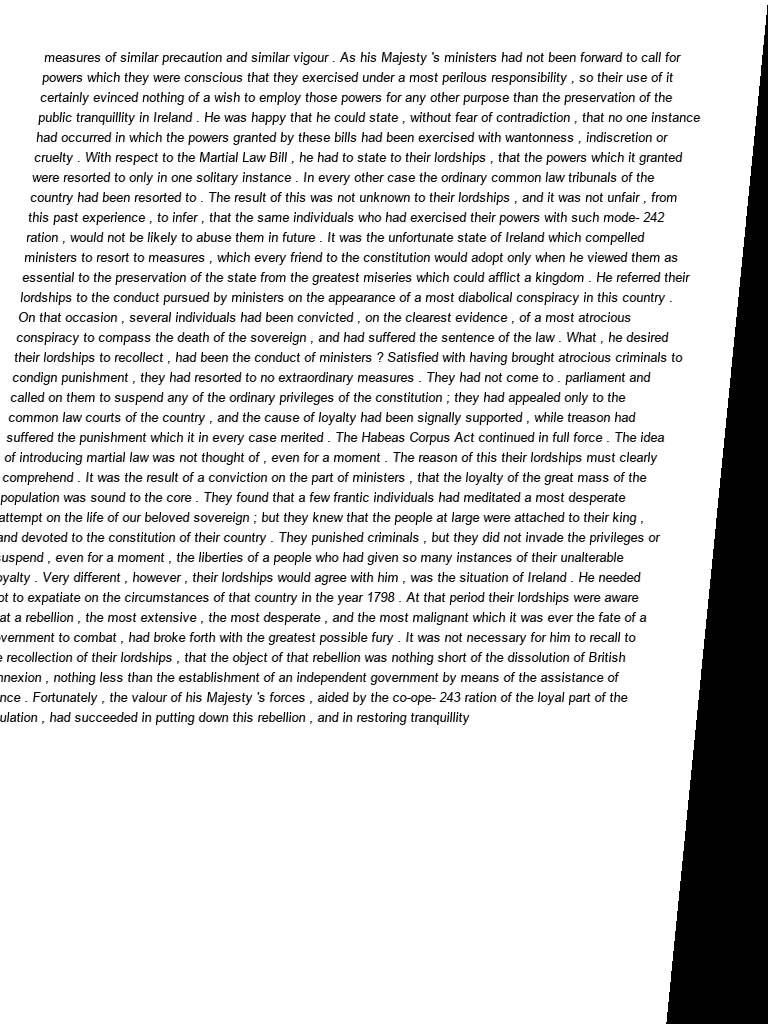 measures of similar precaution and similar vigour . As his Majesty 's ministers had not been forward to call for
powers which they were conscious that they exercised under a most perilous responsibility , so their use of it
certainly evinced nothing of a wish to employ those powers for any other purpose than the preservation of the
public tranquillity in Ireland . He was happy that he could state , without fear of contradiction , that no one instance
had occurred in which the powers granted by these bills had been exercised with wantonness , indiscretion or
cruelty . With respect to the Martial Law Bill , he had to state to their lordships , that the powers which it granted
were resorted to only in one solitary instance . In every other case the ordinary common law tribunals of the
country had been resorted to . The result of this was not unknown to their lordships , and it was not unfair , from
this past experience , to infer , that the same individuals who had exercised their powers with such mode- 242
ration , would not be likely to abuse them in future . It was the unfortunate state of Ireland which compelled
ministers to resort to measures , which every friend to the constitution would adopt only when he viewed them as
essential to the preservation of the state from the greatest miseries which could afflict a kingdom . He referred their
lordships to the conduct pursued by ministers on the appearance of a most diabolical conspiracy in this country .
On that occasion , several individuals had been convicted , on the clearest evidence , of a most atrocious
conspiracy to compass the death of the sovereign , and had suffered the sentence of the law . What , he desired
their lordships to recollect , had been the conduct of ministers ? Satisfied with having brought atrocious criminals to
condign punishment , they had resorted to no extraordinary measures . They had not come to . parliament and
called on them to suspend any of the ordinary privileges of the constitution ; they had appealed only to the
common law courts of the country , and the cause of loyalty had been signally supported , while treason had
suffered the punishment which it in every case merited . The Habeas Corpus Act continued in full force . The idea
of introducing martial law was not thought of , even for a moment . The reason of this their lordships must clearly
comprehend . It was the result of a conviction on the part of ministers , that the loyalty of the great mass of the
population was sound to the core . They found that a few frantic individuals had meditated a most desperate
attempt on the life of our beloved sovereign ; but they knew that the people at large were attached to their king ,
and devoted to the constitution of their country . They punished criminals , but they did not invade the privileges or
suspend , even for a moment , the liberties of a people who had given so many instances of their unalterable
oyalty . Very different , however , their lordships would agree with him , was the situation of Ireland . He needed
ot to expatiate on the circumstances of that country in the year 1798 . At that period their lordships were aware
at a rebellion , the most extensive , the most desperate , and the most malignant which it was ever the fate of a
vernment to combat , had broke forth with the greatest possible fury . It was not necessary for him to recall to
recollection of their lordships , that the object of that rebellion was nothing short of the dissolution of British
nnexion , nothing less than the establishment of an independent government by means of the assistance of
nce . Fortunately , the valour of his Majesty 's forces , aided by the co-ope- 243 ration of the loyal part of the
ulation , had succeeded in putting down this rebellion , and in restoring tranquillity